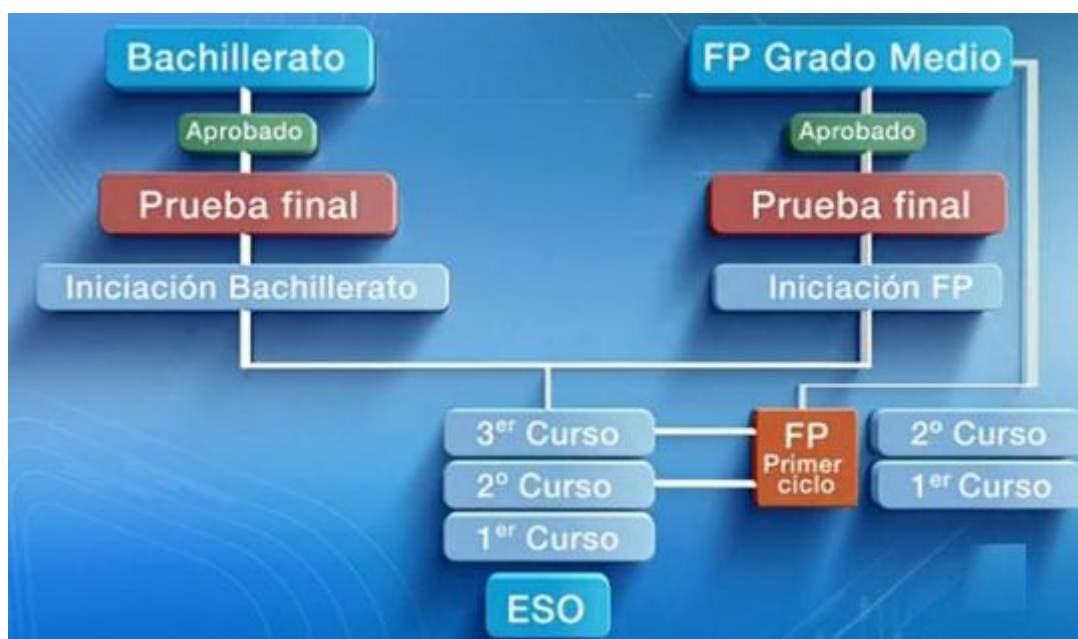 Bachillerato
FP Grado Medio
Aprobado
Aprobado
Prueba final
Prueba final
Iniciación Bachillerato
Iniciación FP
3er Curso
FP
Primer
ciclo
2º Curso
2º Curso
1er Curso
1er Curso
ESO